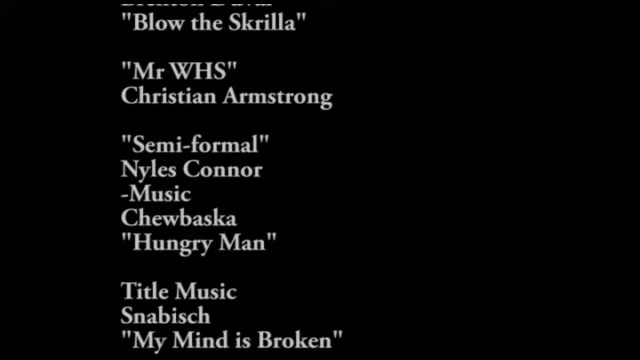 "Blow the Skrilla"
"Mr WHS"
Christian Armstrong
"Semi-formal"
Nyles Connor
-Music
Chewbaska
"Hungry Man"
Title Music
Snabisch
"My Mind is Broken"